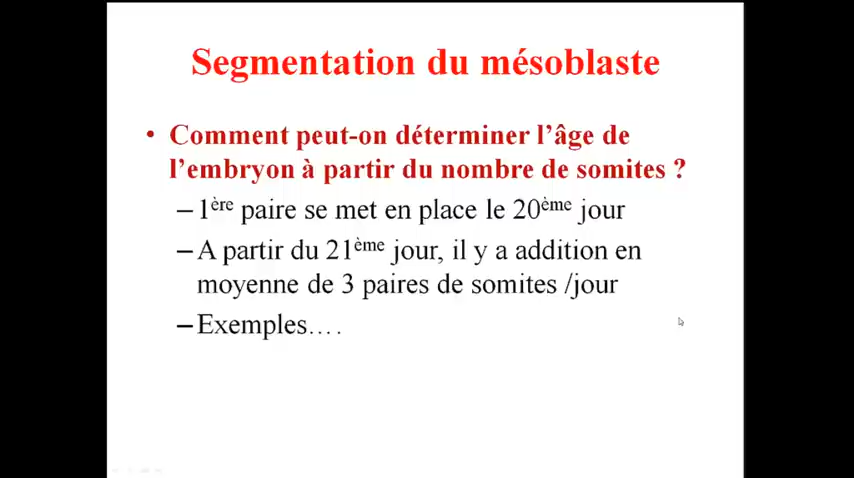 Segmentation du mésoblaste
• Comment peut-on déterminer l'âge de
l'embryon à partir du nombre de somites ?
– 1ère paire se met en place le 20ème jour
– A partir du 21ème jour, il y a addition en
moyenne de 3 paires de somites /jour
– Exemples….